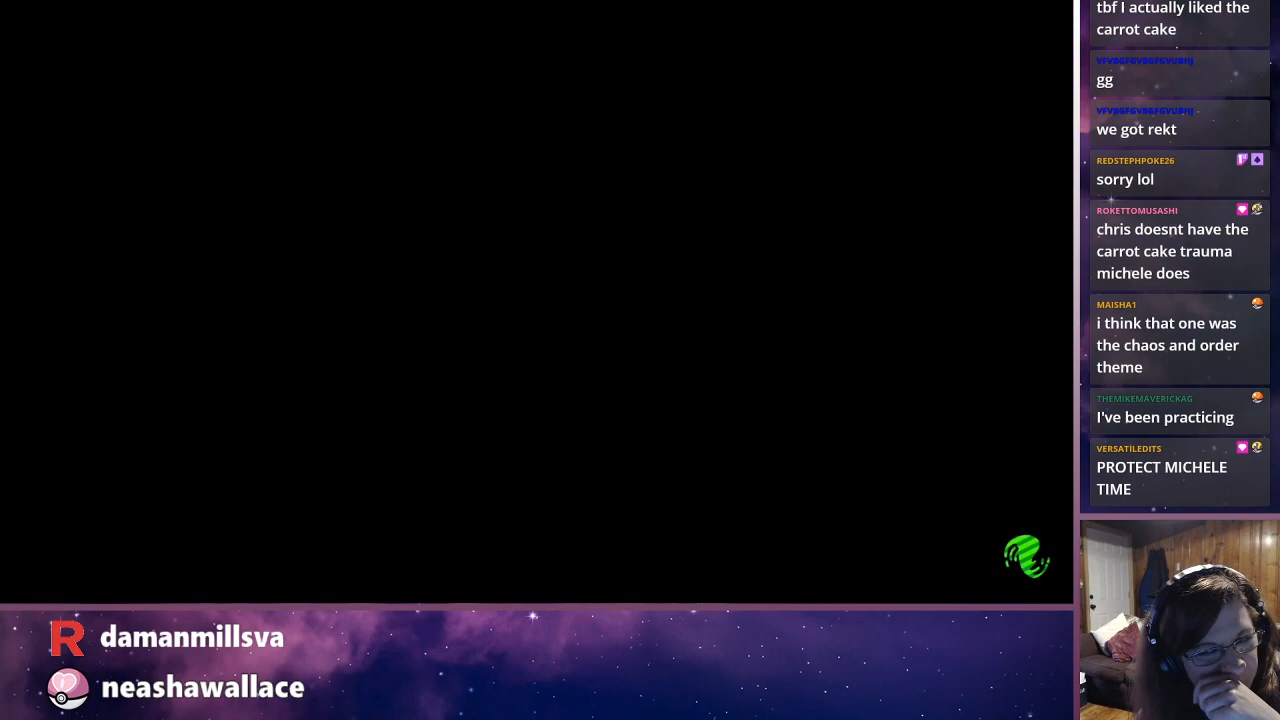 tbf I actually liked the
carrot cake
VFVBGFGVBGFGVUBHJ
gg
VFVBGFGVBGFGVUBHJ
we got rekt
REDSTEPHPOKE26
sorry lol
ROKETTOMUSASHI
chris doesnt have the
carrot cake trauma
michele does
MAISHA1
i think that one was
the chaos and order
theme
THEMIKEMAVERICKAG
I've been practicing
VERSATILEDITS
PROTECT MICHELE
TIME
R damanmillsva
neashawallace